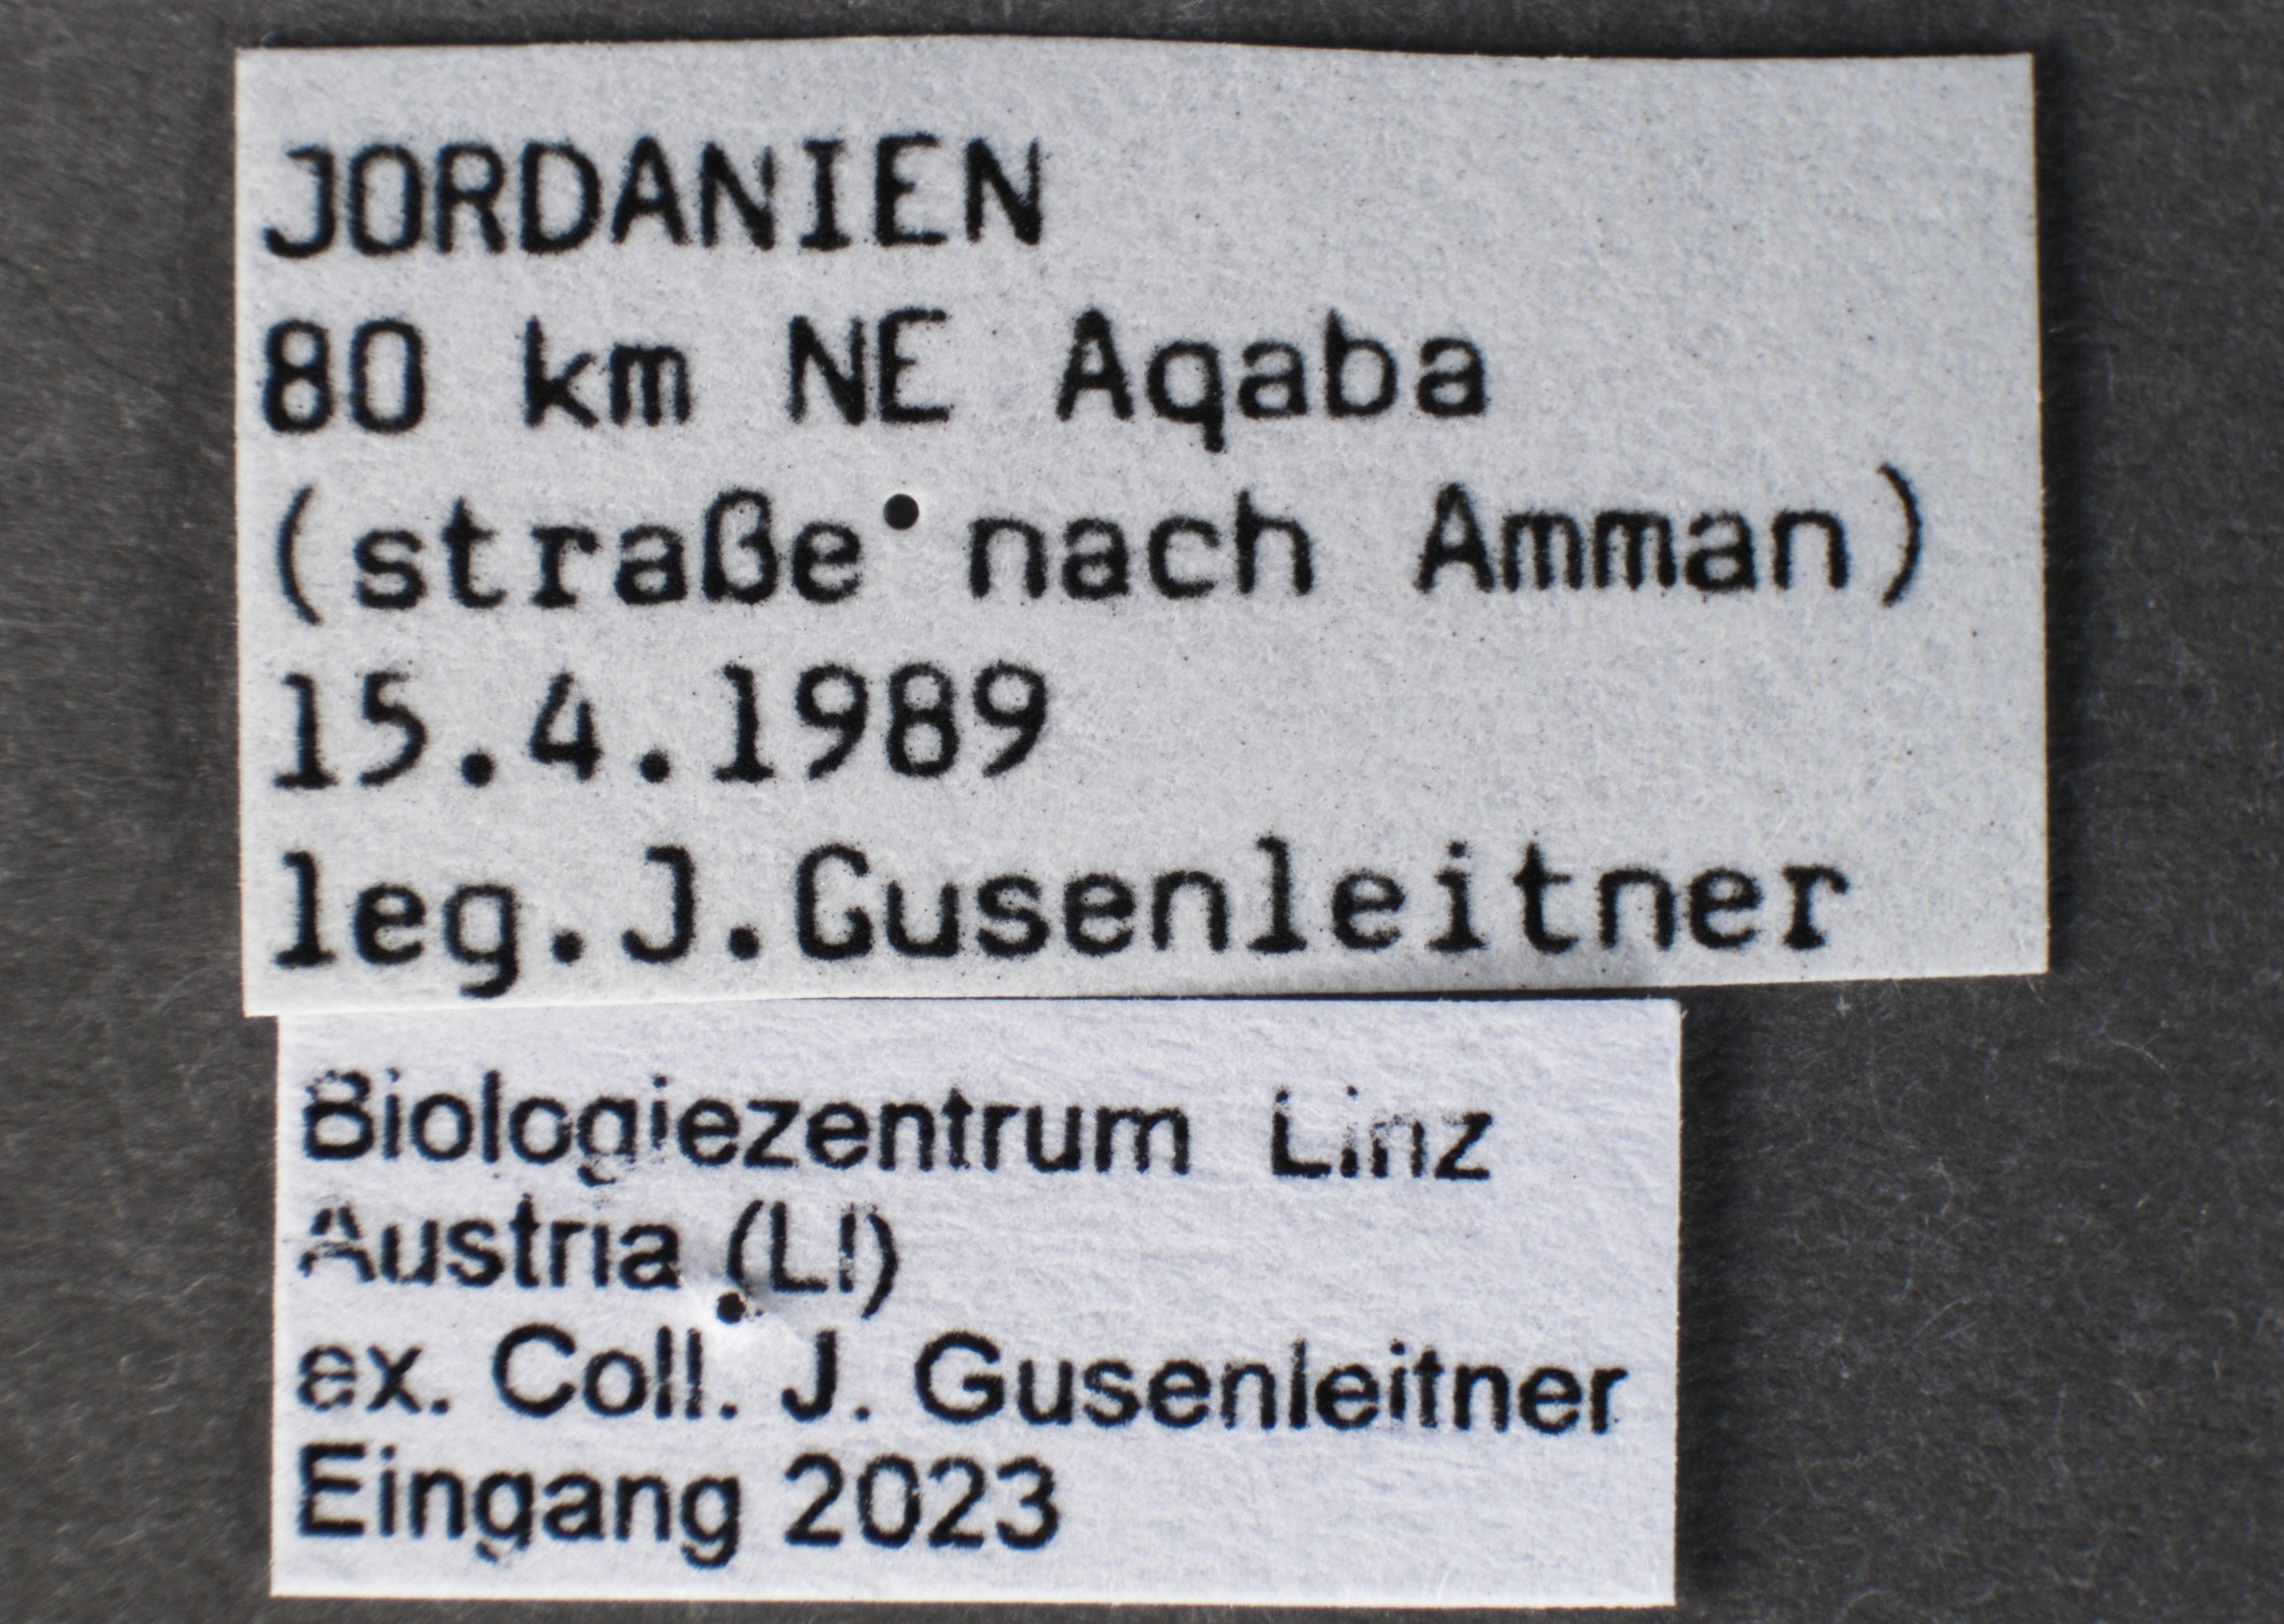 JORDANIEN
80 km NE Aqaba
(straße nach Amman)
15.4.1989
leg.J.Gusenleitner
Biologiezentrum Linz
Austria (LI)
ex. Coll. J. Gusenleitner
Eingang 2023